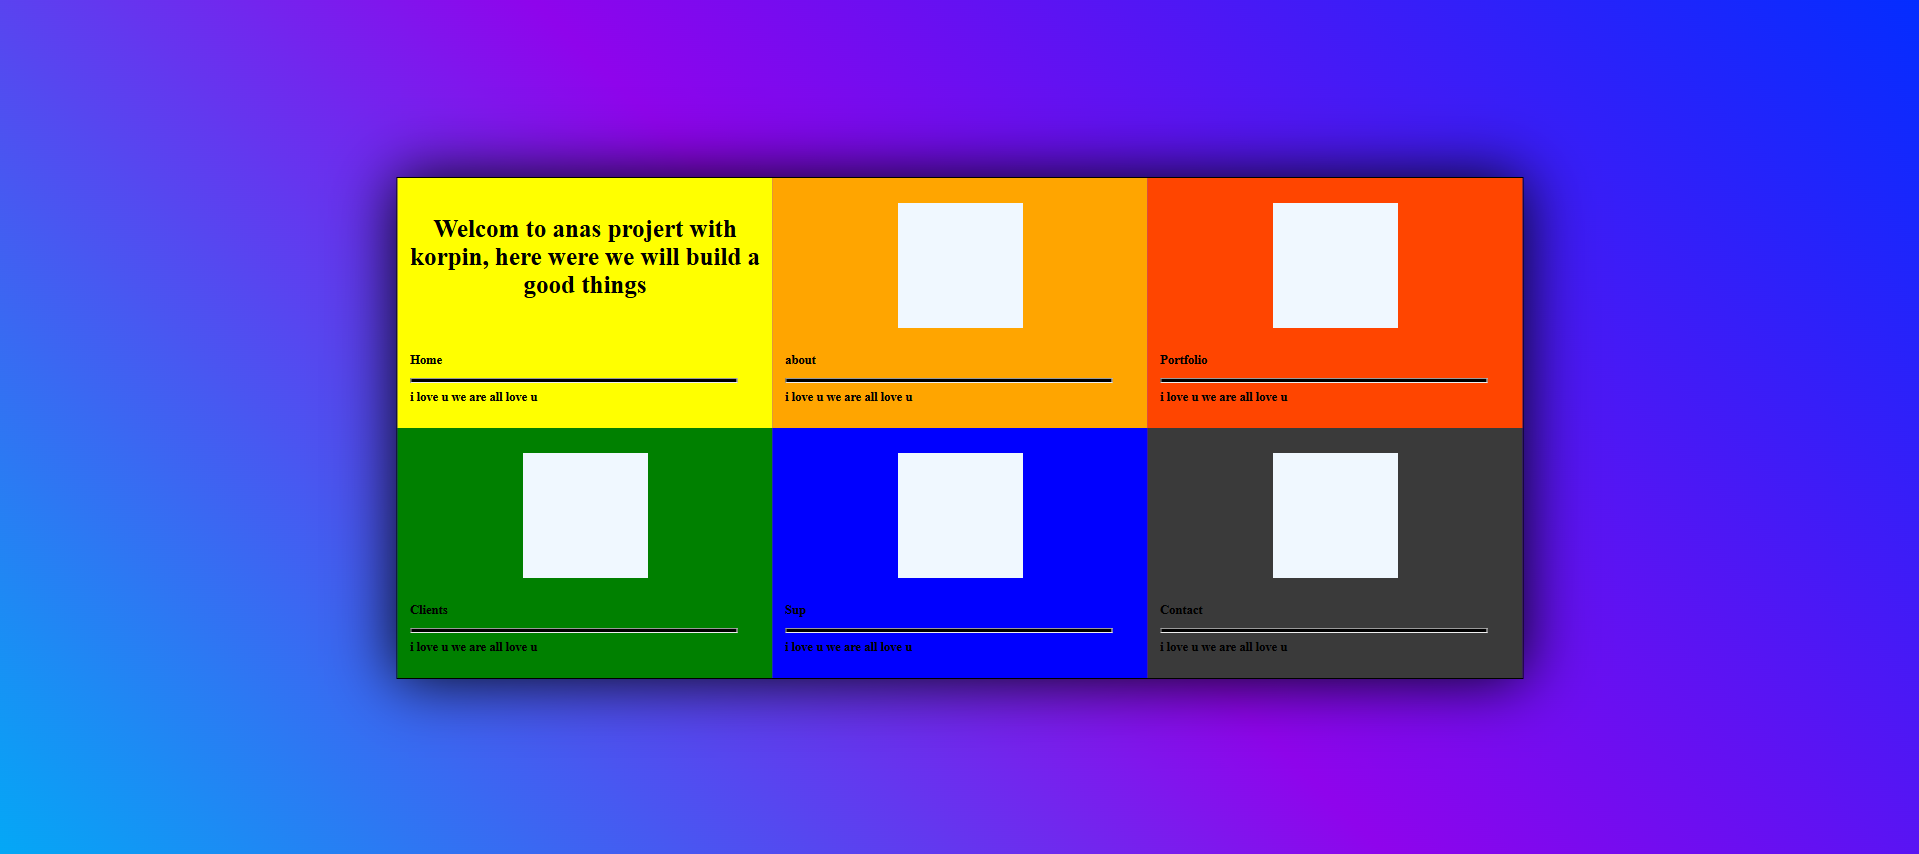 Welcom to anas projert with
korpin, here were we will build a
good things
Home
i love u we are all love u
about
i love u we are all love u
Portfolio
i love u we are all love u
Clients
i love u we are all love u
Sup
i love u we are all love u
Contact
i love u we are all love u